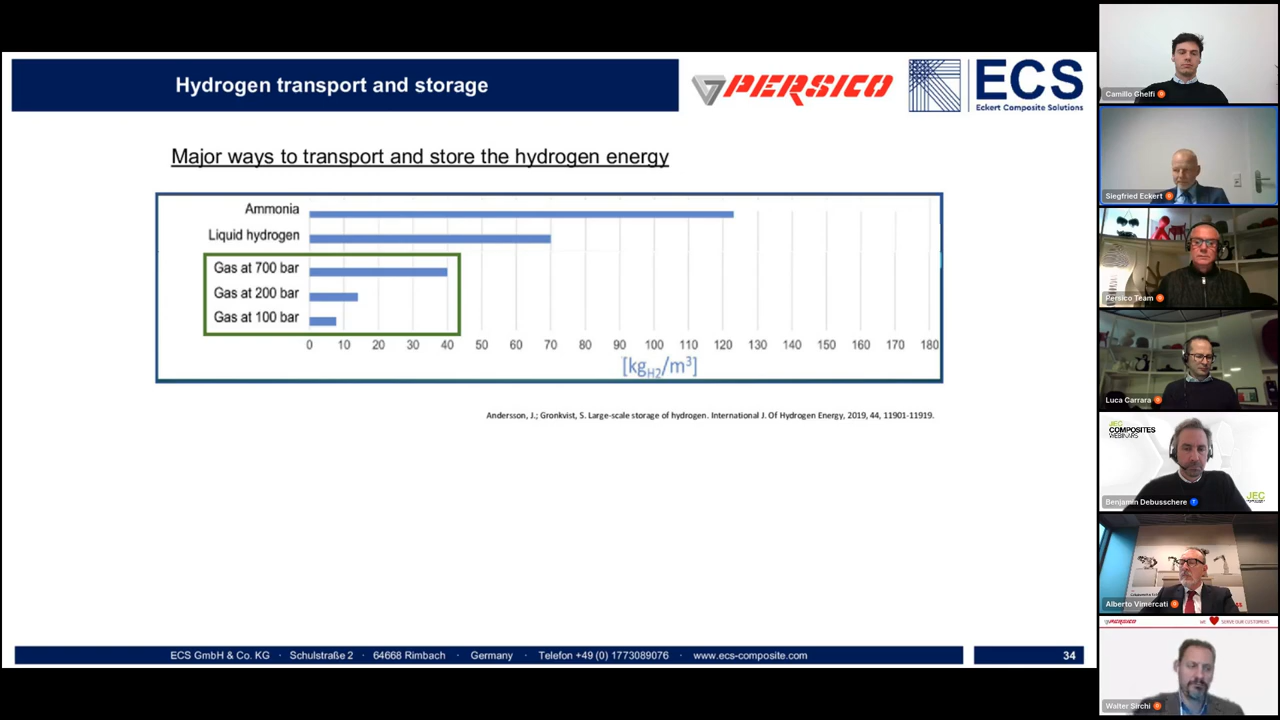 Hydrogen transport and storage
PERSICO
ECS
Eckert Composite Solutions
Major ways to transport and store the hydrogen energy
Ammonia
Liquid hydrogen
Gas at 700 bar
Gas at 200 bar
Gas at 100 bar
0 10 20 30 40 50 60 70 80 90 100 110 120 130 140 150 160 170 180
[kgH2/m³]
Andersson, J.; Gronkvist, S. Large-scale storage of hydrogen. International J. Of Hydrogen Energy, 2019, 44, 11901-11919.
ECS GmbH & Co. KG · Schulstraße 2 · 64668 Rimbach · Germany · Telefon +49 (0) 1773089076 · www.ecs-composite.com
34
Camillo Ghelfi
Siegfried Eckert
Persico Team
Luca Carrara
JEC
COMPOSITES
WEBINARS
JEC
Benjamin Debusschere
Alberto Vimercati
PERSICO
WE SERVE OUR CUSTOMERS
Walter Sirchi